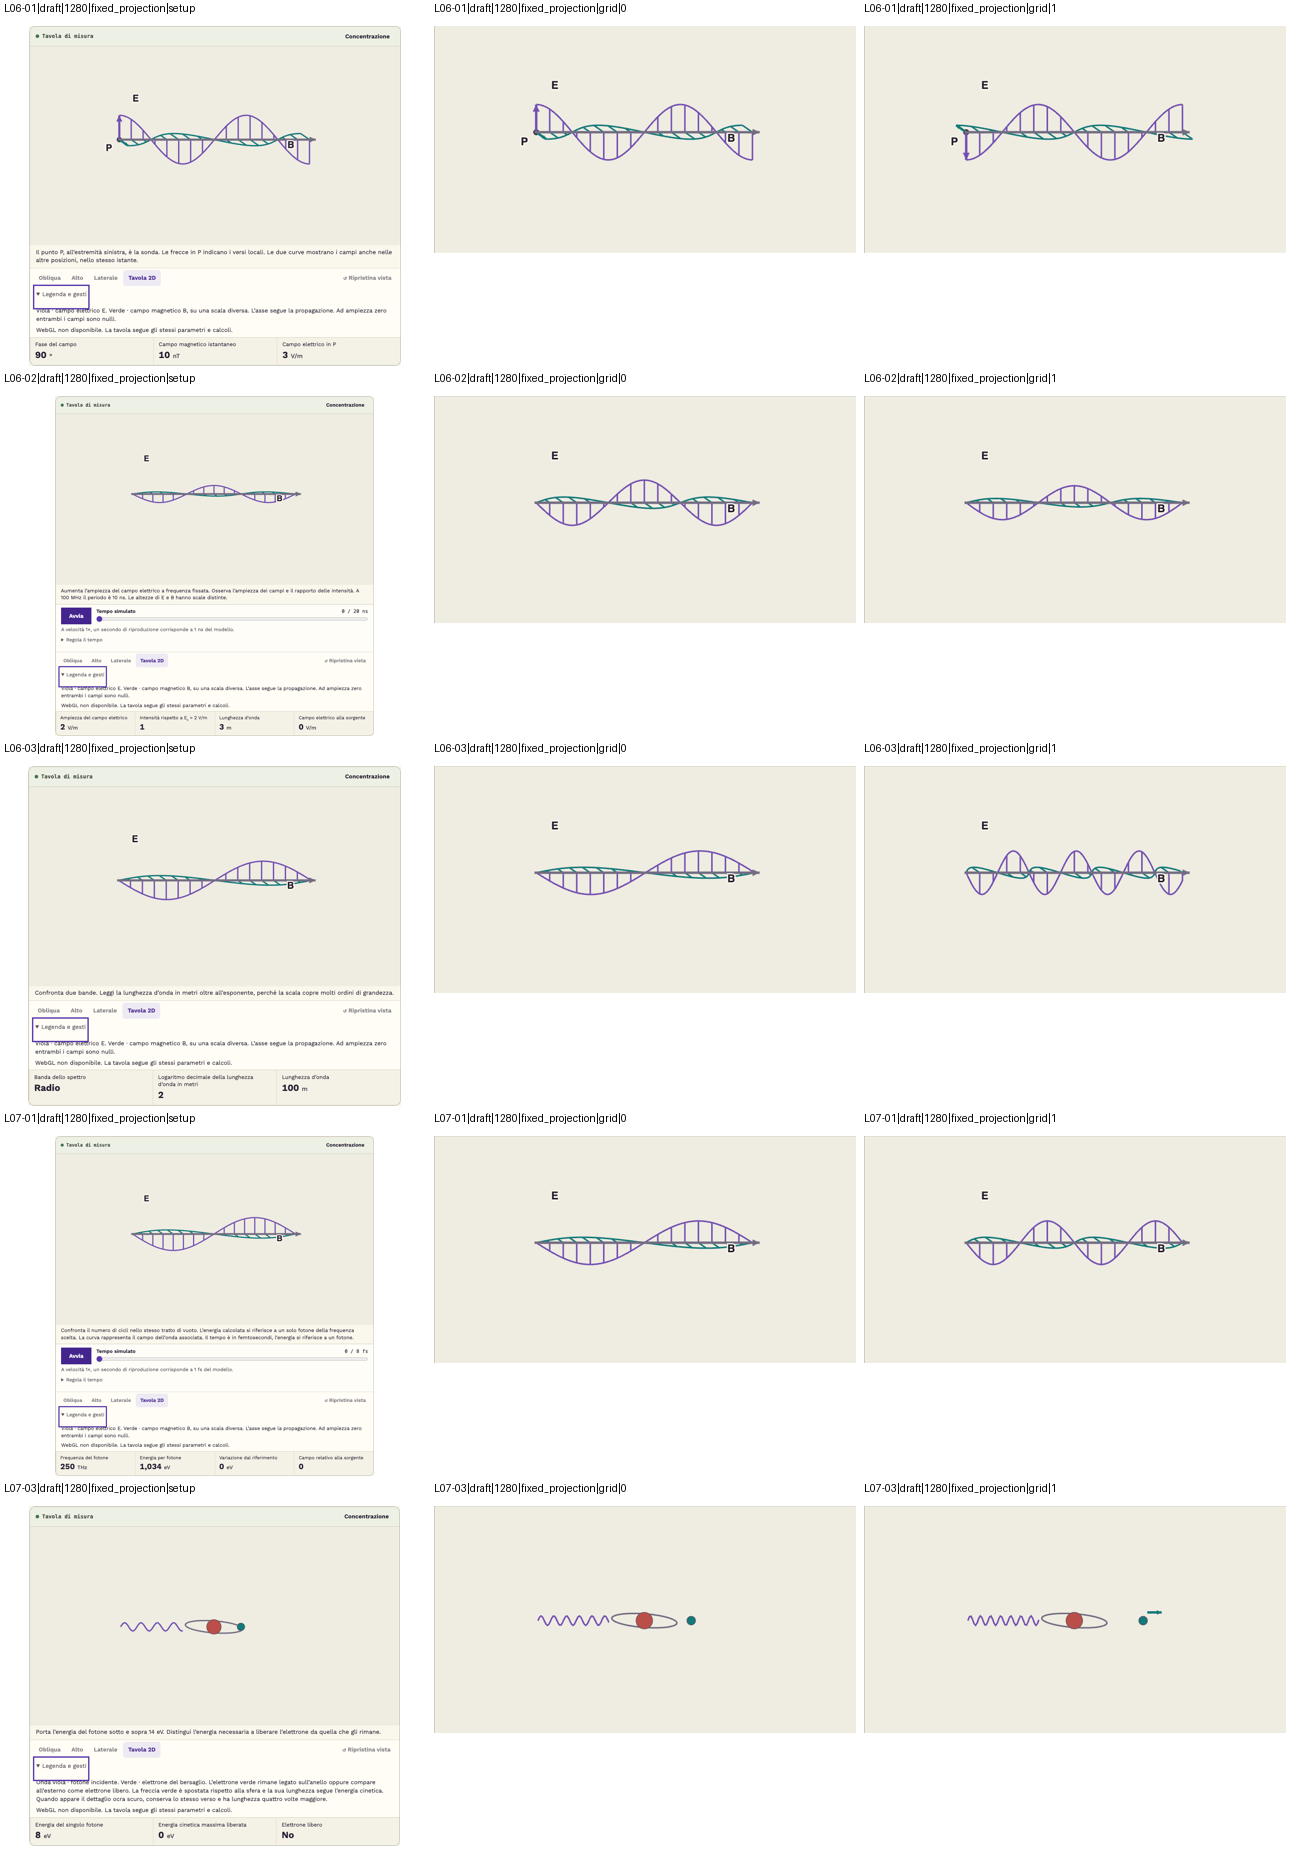 L06-01|draft|1280|fixed_projection|setup
L06-01|draft|1280|fixed_projection|grid|0
L06-01|draft|1280|fixed_projection|grid|1
Tavola di misura
Concentrazione
E
P
B
E
P
B
E
P
B
Il punto P, all'estremità sinistra, è la sonda. Le frecce in P indicano i versi locali. Le due curve mostrano i campi anche nelle
altre posizioni, nello stesso istante.
Obliqua Alto Laterale Tavola 2D ↺ Ripristina vista
▼ Legenda e gesti
Viola · campo elettrico E. Verde · campo magnetico B, su una scala diversa. L'asse segue la propagazione. Ad ampiezza zero
entrambi i campi sono nulli.
WebGL non disponibile. La tavola segue gli stessi parametri e calcoli.
Fase del campo Campo magnetico istantaneo Campo elettrico in P
90 ° 10 nT 3 V/m
L06-02|draft|1280|fixed_projection|setup
L06-02|draft|1280|fixed_projection|grid|0
L06-02|draft|1280|fixed_projection|grid|1
Tavola di misura
Concentrazione
E
B
E
B
E
B
Aumenta l'ampiezza del campo elettrico a frequenza fissata. Osserva l'ampiezza dei campi e il rapporto delle intensità. A
100 MHz il periodo è 10 ns. Le altezze di E e B hanno scale distinte.
Avvia
Tempo simulato 0 / 20 ns
A velocità 1×, un secondo di riproduzione corrisponde a 1 ns del modello.
► Regola il tempo
Obliqua Alto Laterale Tavola 2D ↺ Ripristina vista
▼ Legenda e gesti
Viola · campo elettrico E. Verde · campo magnetico B, su una scala diversa. L'asse segue la propagazione. Ad ampiezza zero
entrambi i campi sono nulli.
WebGL non disponibile. La tavola segue gli stessi parametri e calcoli.
Ampiezza del campo elettrico Intensità rispetto a E₀ = 2 V/m Lunghezza d'onda Campo elettrico alla sorgente
2 V/m 1 3 m 0 V/m
L06-03|draft|1280|fixed_projection|setup
L06-03|draft|1280|fixed_projection|grid|0
L06-03|draft|1280|fixed_projection|grid|1
Tavola di misura
Concentrazione
E
B
E
B
E
B
Confronta due bande. Leggi la lunghezza d'onda in metri oltre all'esponente, perché la scala copre molti ordini di grandezza.
Obliqua Alto Laterale Tavola 2D ↺ Ripristina vista
▼ Legenda e gesti
Viola · campo elettrico E. Verde · campo magnetico B, su una scala diversa. L'asse segue la propagazione. Ad ampiezza zero
entrambi i campi sono nulli.
WebGL non disponibile. La tavola segue gli stessi parametri e calcoli.
Banda dello spettro Logaritmo decimale della lunghezza d'onda in metri Lunghezza d'onda
Radio 2 100 m
L07-01|draft|1280|fixed_projection|setup
L07-01|draft|1280|fixed_projection|grid|0
L07-01|draft|1280|fixed_projection|grid|1
Tavola di misura
Concentrazione
E
B
E
B
E
B
Confronta il numero di cicli nello stesso tratto di vuoto. L'energia calcolata si riferisce a un solo fotone della frequenza
scelta. La curva rappresenta il campo dell'onda associata. Il tempo è in femtosecondi, l'energia si riferisce a un fotone.
Avvia
Tempo simulato 0 / 8 fs
A velocità 1×, un secondo di riproduzione corrisponde a 1 fs del modello.
► Regola il tempo
Obliqua Alto Laterale Tavola 2D ↺ Ripristina vista
▼ Legenda e gesti
Viola · campo elettrico E. Verde · campo magnetico B, su una scala diversa. L'asse segue la propagazione. Ad ampiezza zero
entrambi i campi sono nulli.
WebGL non disponibile. La tavola segue gli stessi parametri e calcoli.
Frequenza del fotone Energia per fotone Variazione dal riferimento Campo relativo alla sorgente
250 THz 1,034 eV 0 eV 0
L07-03|draft|1280|fixed_projection|setup
L07-03|draft|1280|fixed_projection|grid|0
L07-03|draft|1280|fixed_projection|grid|1
Tavola di misura
Concentrazione
Porta l'energia del fotone sotto e sopra 14 eV. Distingui l'energia necessaria a liberare l'elettrone da quella che gli rimane.
Obliqua Alto Laterale Tavola 2D ↺ Ripristina vista
▼ Legenda e gesti
Onda viola · fotone incidente. Verde · elettrone del bersaglio. L'elettrone verde rimane legato sull'anello oppure compare
all'esterno come elettrone libero. La freccia verde è spostata rispetto alla sfera e la sua lunghezza segue l'energia cinetica.
Quando appare il dettaglio ocra scuro, conserva lo stesso verso e ha lunghezza quattro volte maggiore.
WebGL non disponibile. La tavola segue gli stessi parametri e calcoli.
Energia del singolo fotone Energia cinetica massima liberata Elettrone libero
8 eV 0 eV No